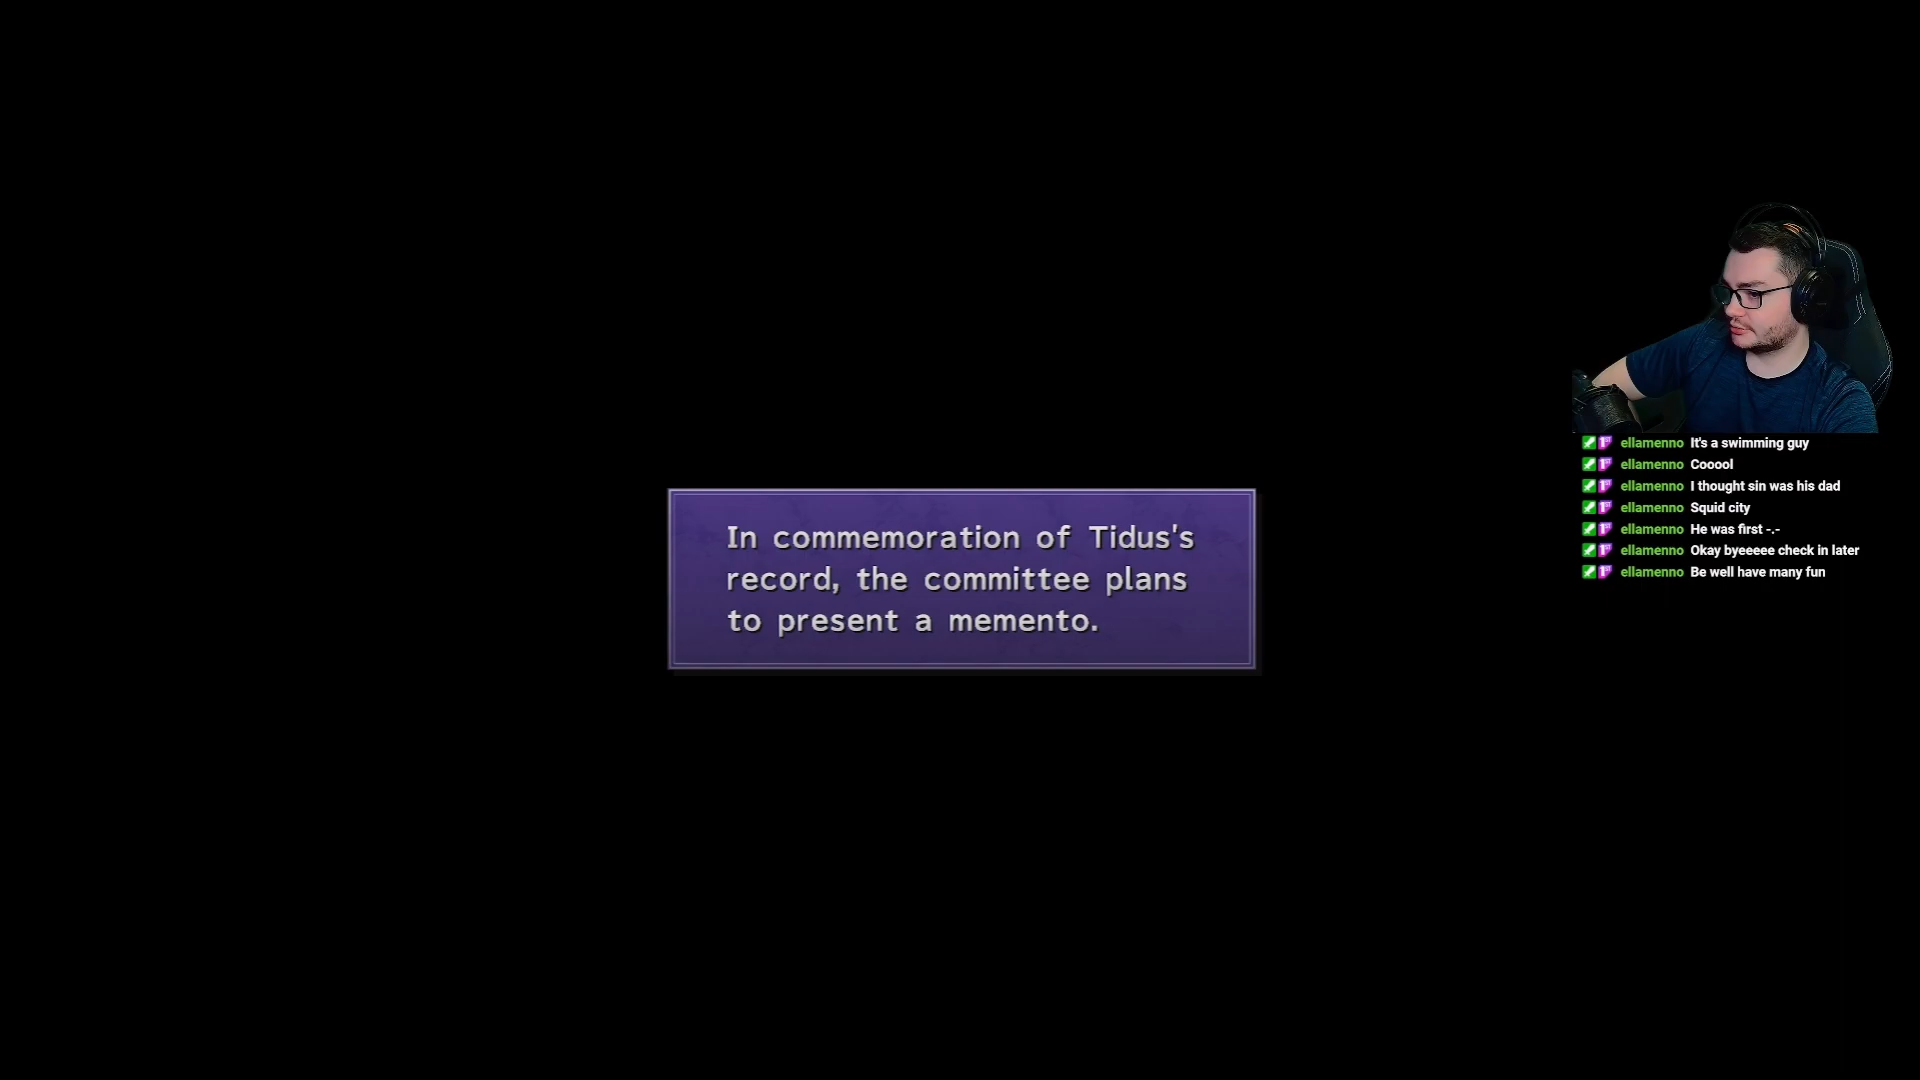 In commemoration of Tidus's
record, the committee plans
to present a memento.
ellamenno It's a swimming guy
ellamenno Cooool
ellamenno I thought sin was his dad
ellamenno Squid city
ellamenno He was first -.-
ellamenno Okay byeeeee check in later
ellamenno Be well have many fun